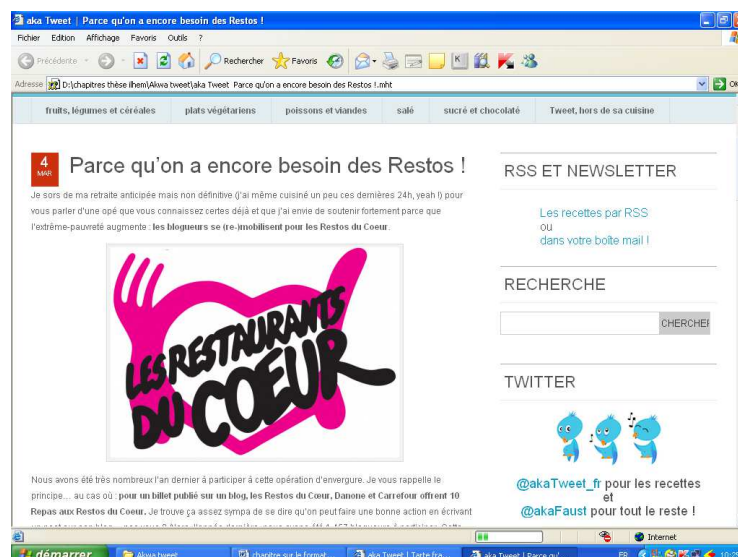 aka Tweet | Parce qu'on a encore besoin des Restos !
Fichier Edition Affichage Favoris Outils ?
Précédente Rechercher Favoris
Adresse D:\chapitres thèse ilhem\Akwa tweet\aka Tweet Parce qu'on a encore besoin des Restos !.mht OK
fruits, légumes et céréales plats végétariens poissons et viandes salé sucré et chocolaté Tweet, hors de sa cuisine
4
MAR
Parce qu'on a encore besoin des Restos !
Je sors de ma retraite anticipée mais non définitive (j'ai même cuisiné un peu ces dernières 24h, yeah !) pour
vous parler d'une opé que vous connaissez certes déjà et que j'ai envie de soutenir fortement parce que
l'extrême-pauvreté augmente : les blogueurs se (re-)mobilisent pour les Restos du Coeur.
LES RESTAURANTS
DU COEUR
Nous avons été très nombreux l'an dernier à participer à cette opération d'envergure. Je vous rappelle le
principe... au cas où : pour un billet publié sur un blog, les Restos du Cœur, Danone et Carrefour offrent 10
Repas aux Restos du Coeur. Je trouve ça assez sympa de se dire qu'on peut faire une bonne action en écrivant
RSS ET NEWSLETTER
Les recettes par RSS
ou
dans votre boîte mail !
RECHERCHE
CHERCHER
TWITTER
@akaTweet_fr pour les recettes
et
@akaFaust pour tout le reste !
Internet
démarrer Akwa tweet chapitre sur le format... aka Tweet | Tarte fra... aka Tweet | Parce qu'... FR 10:25